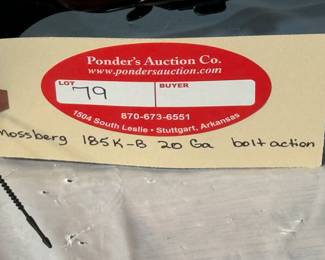 Ponder's Auction Co.
www.pondersauction.com
LOT
79
BUYER
870-673-6551
1504 South Leslie • Stuttgart, Arkansas
mossberg 185K-B 20 Ga bolt action